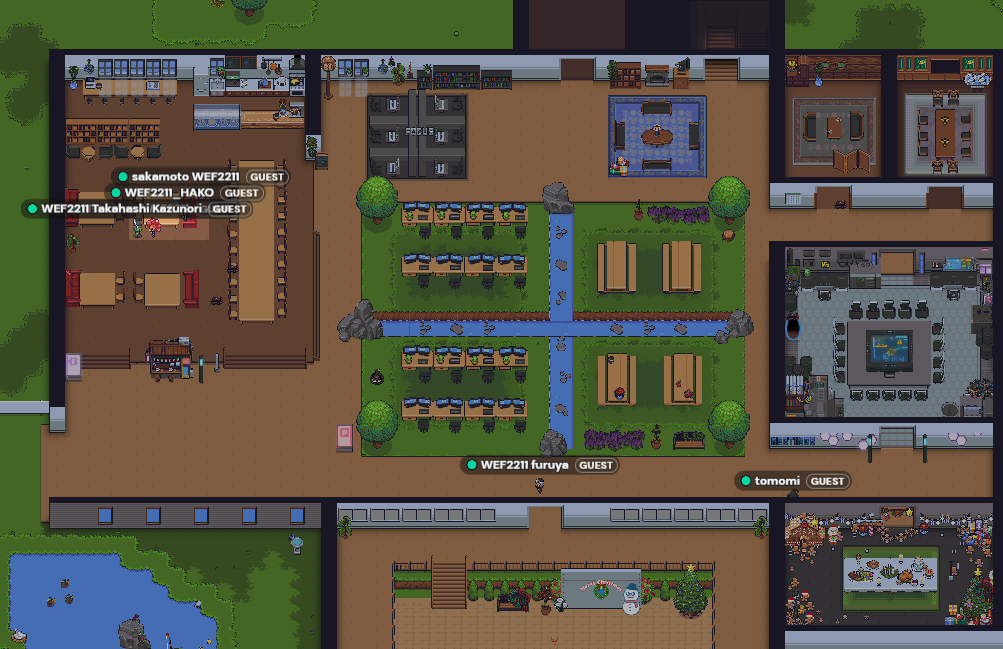 FOCUS
sakamoto WEF2211 GUEST
WEF2211_HAKO GUEST
WEF2211 Takahashi Kazunori GUEST
WEF2211 furuya GUEST
tomomi GUEST
P